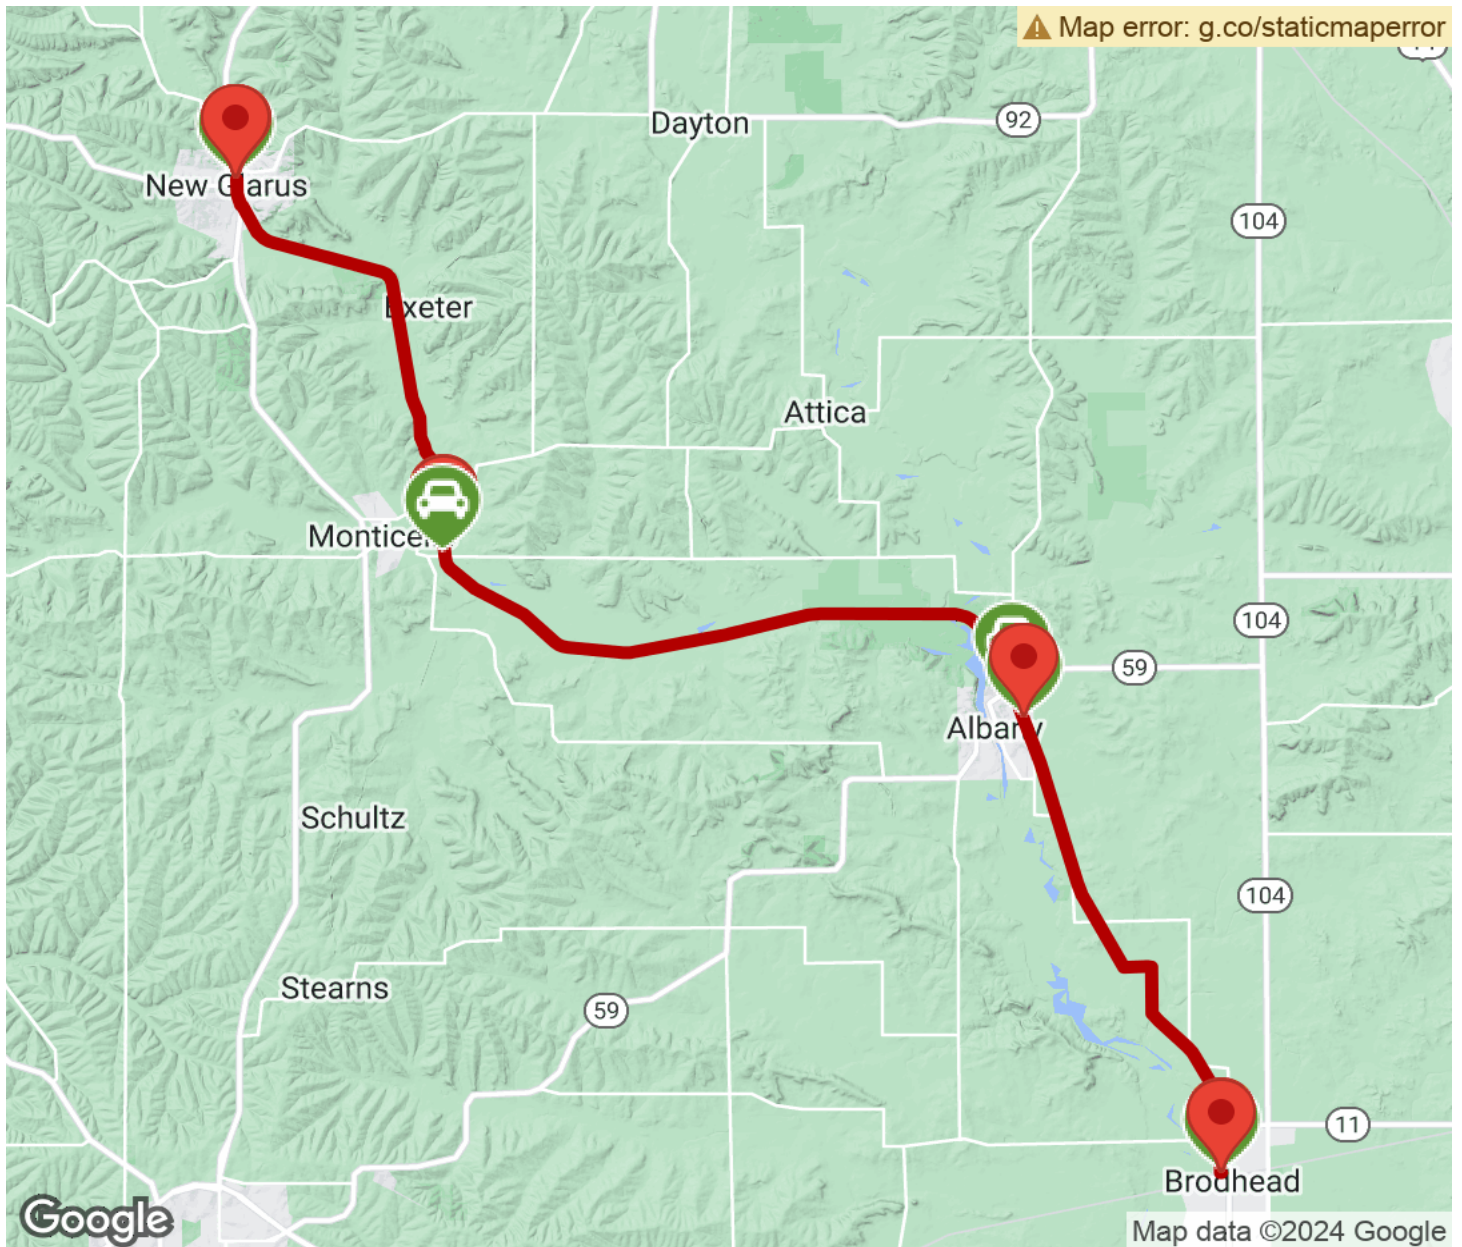 Map error: g.co/staticmaperror
92
Dayton
New Glarus
104
Exeter
Attica
Monticel
104
59
Albany
Schultz
104
Stearns
59
11
Brodhead
Google
Map data ©2024 Google